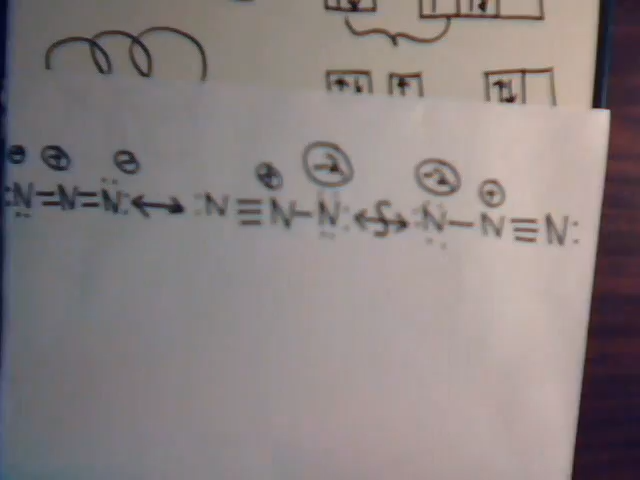 ⊖ ⊕ ⊖ ⊕ -2 -2 +
:N̤=N=N̈: ↔ :N≡N-N̤̈: ↔ :N̤̈-N≡N: